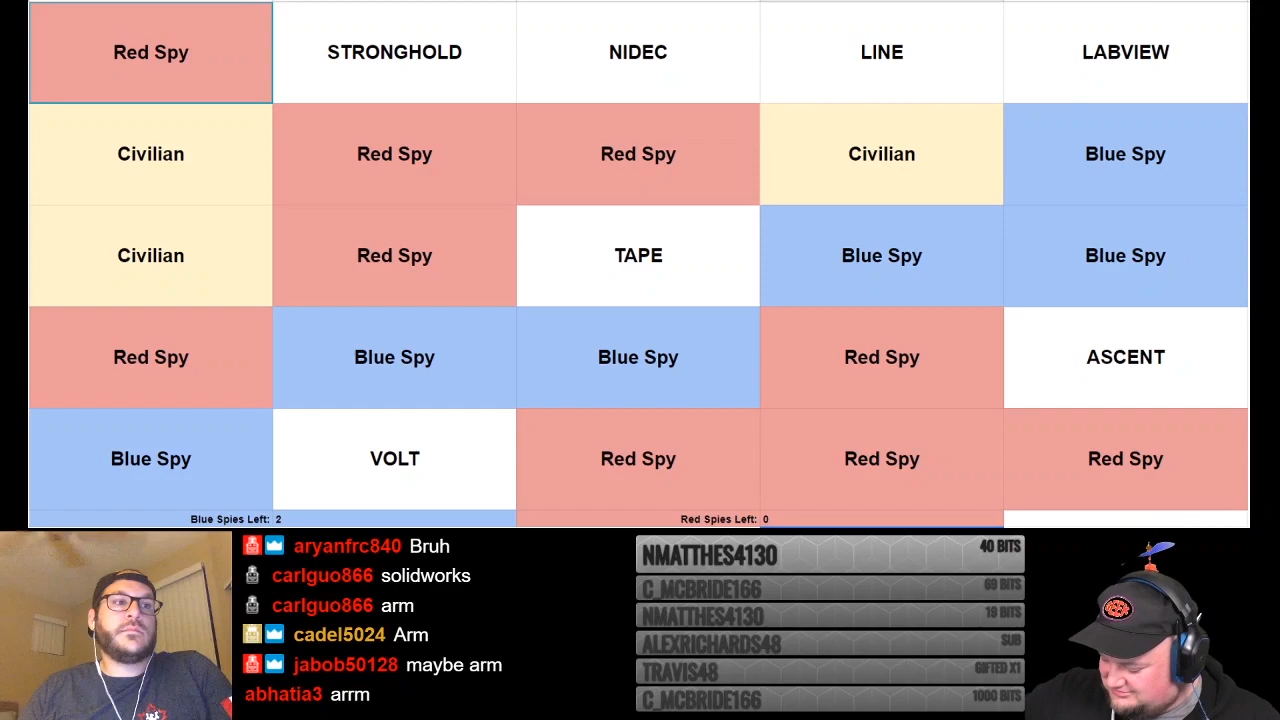 Red Spy STRONGHOLD NIDEC LINE LABVIEW
Civilian Red Spy Red Spy Civilian Blue Spy
Civilian Red Spy TAPE Blue Spy Blue Spy
Red Spy Blue Spy Blue Spy Red Spy ASCENT
Blue Spy VOLT Red Spy Red Spy Red Spy
Blue Spies Left: 2 Red Spies Left: 0
aryanfrc840 Bruh
carlguo866 solidworks
carlguo866 arm
cadel5024 Arm
jabob50128 maybe arm
abhatia3 arrm
NMATTHES4130 40 BITS
C_MCBRIDE166 69 BITS
NMATTHES4130 19 BITS
ALEXRICHARDS48 SUB
TRAVIS48 GIFTED X1
C_MCBRIDE166 1000 BITS